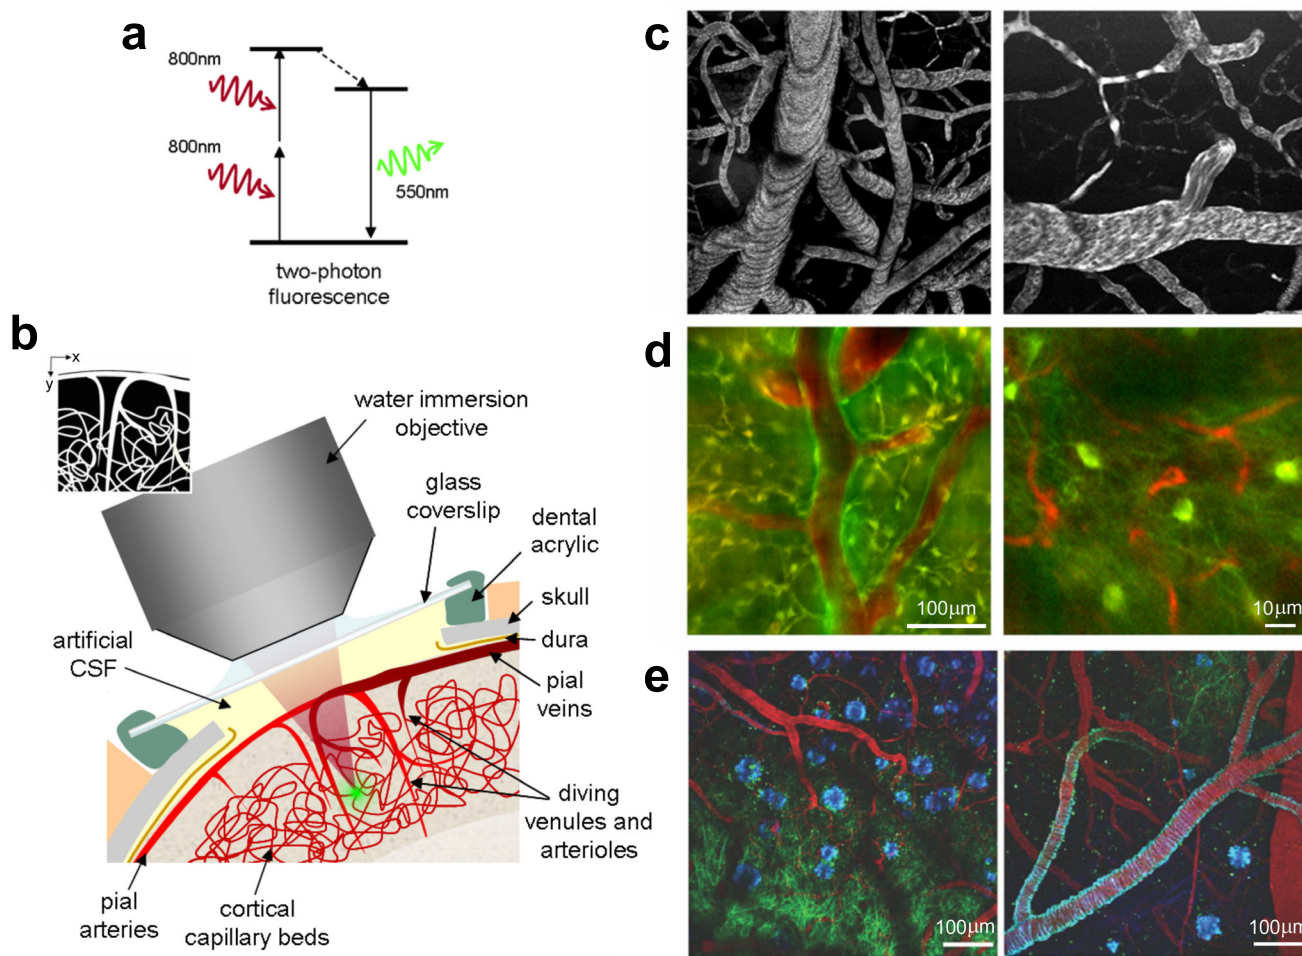 a
800nm
800nm
550nm
two-photon
fluorescence
b
x
y
water immersion
objective
glass
coverslip
dental
acrylic
skull
dura
pial
veins
artificial
CSF
diving
venules and
arterioles
pial
arteries
cortical
capillary beds
c
d
100μm
10μm
e
100μm
100μm